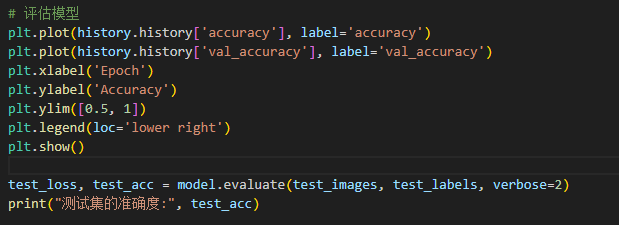 # 评估模型
plt.plot(history.history['accuracy'], label='accuracy')
plt.plot(history.history['val_accuracy'], label='val_accuracy')
plt.xlabel('Epoch')
plt.ylabel('Accuracy')
plt.ylim([0.5, 1])
plt.legend(loc='lower right')
plt.show()
test_loss, test_acc = model.evaluate(test_images, test_labels, verbose=2)
print("测试集的准确度:", test_acc)